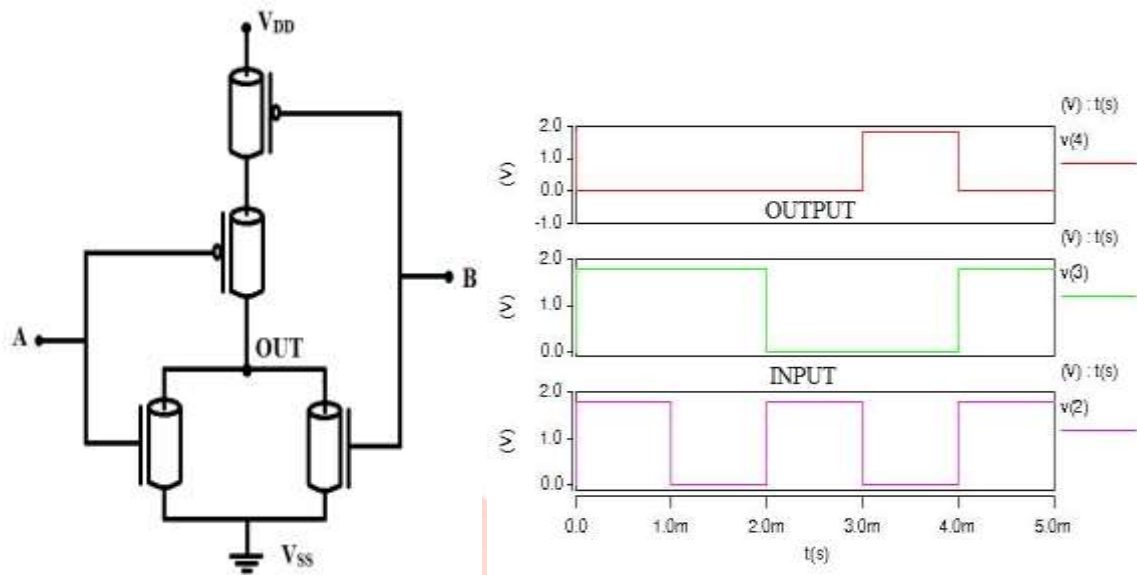 V_DD
A
B
OUT
V_SS
(V) : t(s)
2.0
v(4)
1.0
(V)
0.0
-1.0
OUTPUT
(V) : t(s)
2.0
v(3)
1.0
(V)
0.0
INPUT
(V) : t(s)
2.0
v(2)
1.0
(V)
0.0
0.0 1.0m 2.0m 3.0m 4.0m 5.0m
t(s)